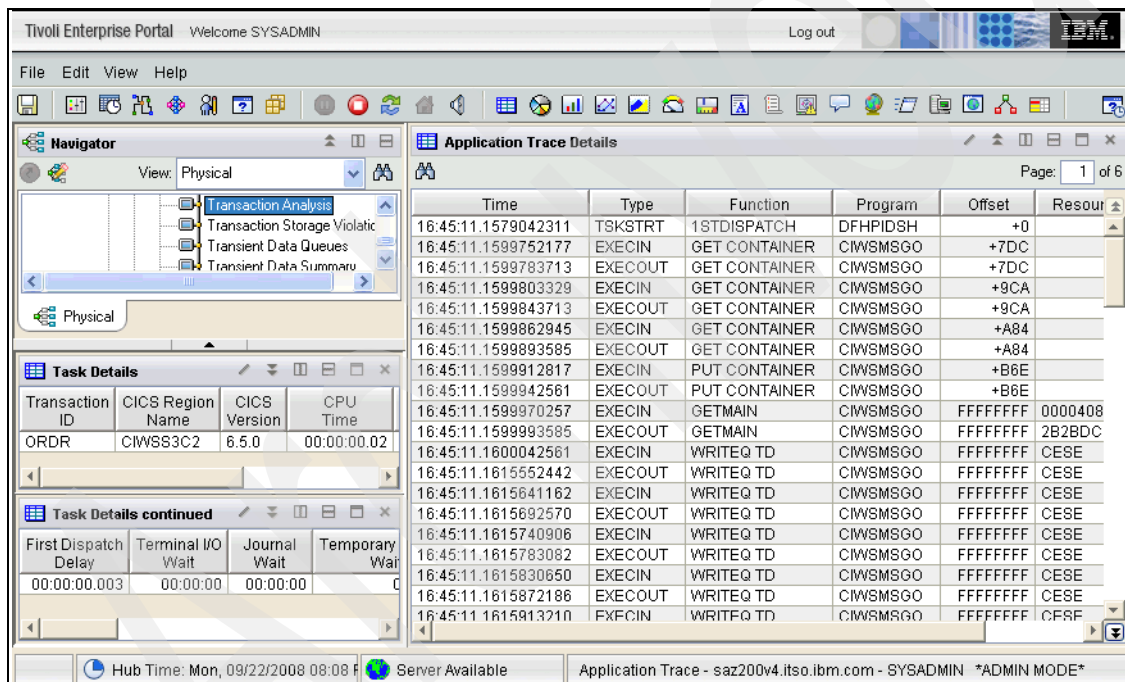 Tivoli Enterprise Portal Welcome SYSADMIN Log out IBM.
File Edit View Help
Navigator
View: Physical
Transaction Analysis
Transaction Storage Violatic
Transient Data Queues
Transient Data Summary
Physical
Task Details
Transaction ID CICS Region Name CICS Version CPU Time
ORDR CIWSS3C2 6.5.0 00:00:00.02
Task Details continued
First Dispatch Delay Terminal I/O Wait Journal Wait Temporary Wait
00:00:00.003 00:00:00 00:00:00 0
Application Trace Details
Page: 1 of 6
Time Type Function Program Offset Resour
16:45:11.1579042311 TSKSTRT 1STDISPATCH DFHPIDSH +0
16:45:11.1599752177 EXECIN GET CONTAINER CIWSMSGO +7DC
16:45:11.1599783713 EXECOUT GET CONTAINER CIWSMSGO +7DC
16:45:11.1599803329 EXECIN GET CONTAINER CIWSMSGO +9CA
16:45:11.1599843713 EXECOUT GET CONTAINER CIWSMSGO +9CA
16:45:11.1599862945 EXECIN GET CONTAINER CIWSMSGO +A84
16:45:11.1599893585 EXECOUT GET CONTAINER CIWSMSGO +A84
16:45:11.1599912817 EXECIN PUT CONTAINER CIWSMSGO +B6E
16:45:11.1599942561 EXECOUT PUT CONTAINER CIWSMSGO +B6E
16:45:11.1599970257 EXECIN GETMAIN CIWSMSGO FFFFFFFF 0000408
16:45:11.1599993585 EXECOUT GETMAIN CIWSMSGO FFFFFFFF 2B2BDC
16:45:11.1600042561 EXECIN WRITEQ TD CIWSMSGO FFFFFFFF CESE
16:45:11.1615552442 EXECOUT WRITEQ TD CIWSMSGO FFFFFFFF CESE
16:45:11.1615641162 EXECIN WRITEQ TD CIWSMSGO FFFFFFFF CESE
16:45:11.1615692570 EXECOUT WRITEQ TD CIWSMSGO FFFFFFFF CESE
16:45:11.1615740906 EXECIN WRITEQ TD CIWSMSGO FFFFFFFF CESE
16:45:11.1615783082 EXECOUT WRITEQ TD CIWSMSGO FFFFFFFF CESE
16:45:11.1615830650 EXECIN WRITEQ TD CIWSMSGO FFFFFFFF CESE
16:45:11.1615872186 EXECOUT WRITEQ TD CIWSMSGO FFFFFFFF CESE
16:45:11.1615913210 EXECIN WRITEQ TD CIWSMSGO FFFFFFFF CESE
Hub Time: Mon, 09/22/2008 08:08 Server Available Application Trace - saz200v4.itso.ibm.com - SYSADMIN *ADMIN MODE*